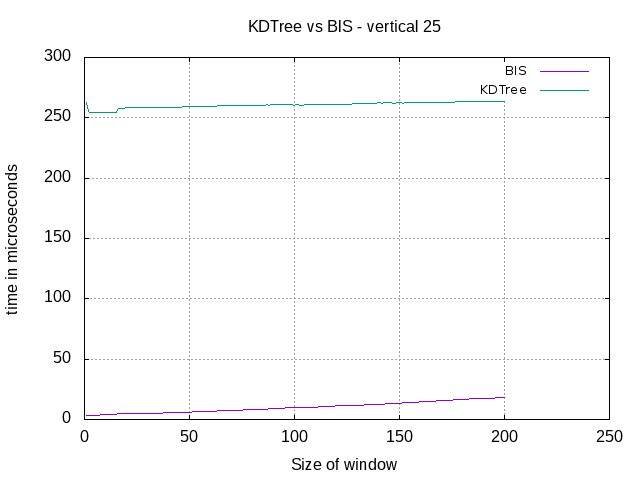 KDTree vs BIS - vertical 25
300
250
200
150
100
50
0
0 50 100 150 200 250
time in microseconds
Size of window
BIS
KDTree